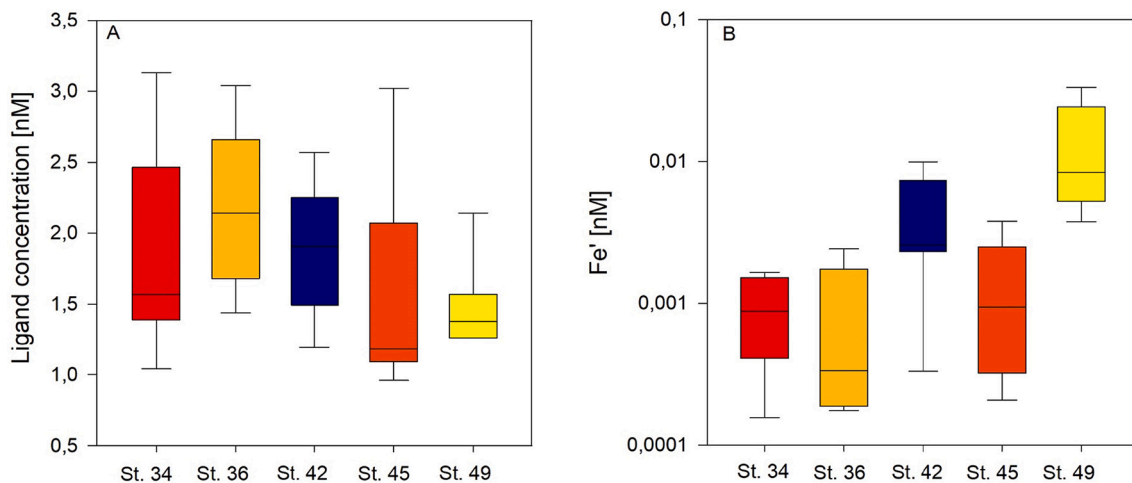 A
Ligand concentration [nM]
3,5
3,0
2,5
2,0
1,5
1,0
0,5
St. 34 St. 36 St. 42 St. 45 St. 49
B
Fe' [nM]
0,1
0,01
0,001
0,0001
St. 34 St. 36 St. 42 St. 45 St. 49